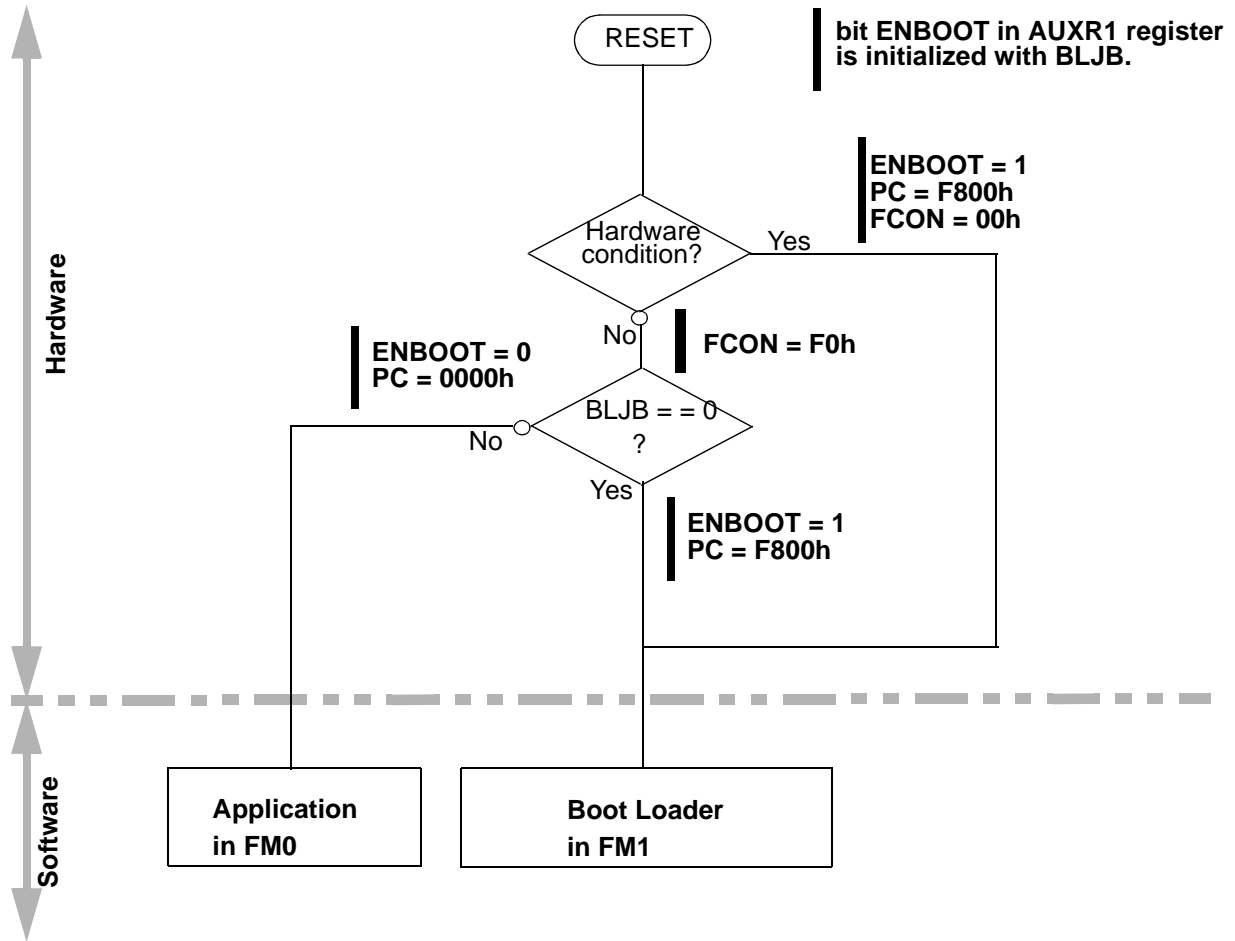 RESET
bit ENBOOT in AUXR1 register
is initialized with BLJB.
ENBOOT = 1
PC = F800h
FCON = 00h
Hardware
condition?
Yes
No
FCON = F0h
Hardware
ENBOOT = 0
PC = 0000h
BLJB = = 0
?
No
Yes
ENBOOT = 1
PC = F800h
Software
Application
in FM0
Boot Loader
in FM1